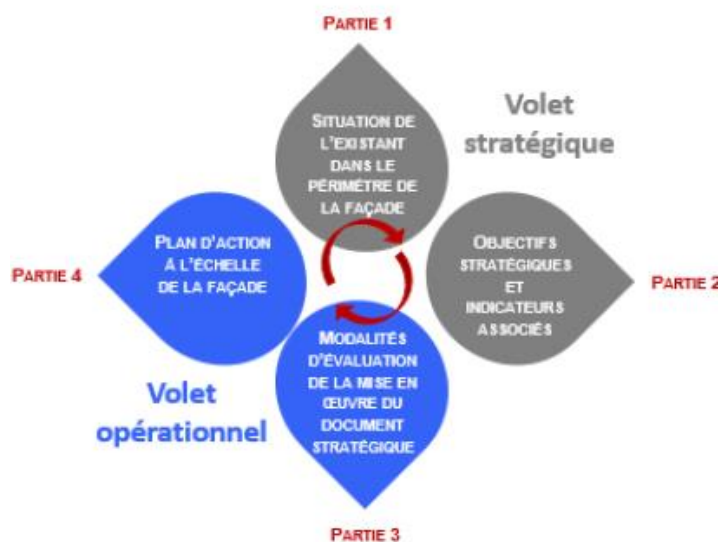 PARTIE 1
SITUATION DE
L'EXISTANT
DANS LE
PÉRIMÈTRE DE
LA FAÇADE
Volet
stratégique
PLAN D'ACTION
À L'ÉCHELLE
DE LA FAÇADE
PARTIE 4
OBJECTIFS
STRATÉGIQUES
ET
INDICATEURS
ASSOCIÉS
PARTIE 2
MODALITÉS
D'ÉVALUATION
DE LA MISE EN
ŒUVRE DU
DOCUMENT
STRATÉGIQUE
Volet
opérationnel
PARTIE 3